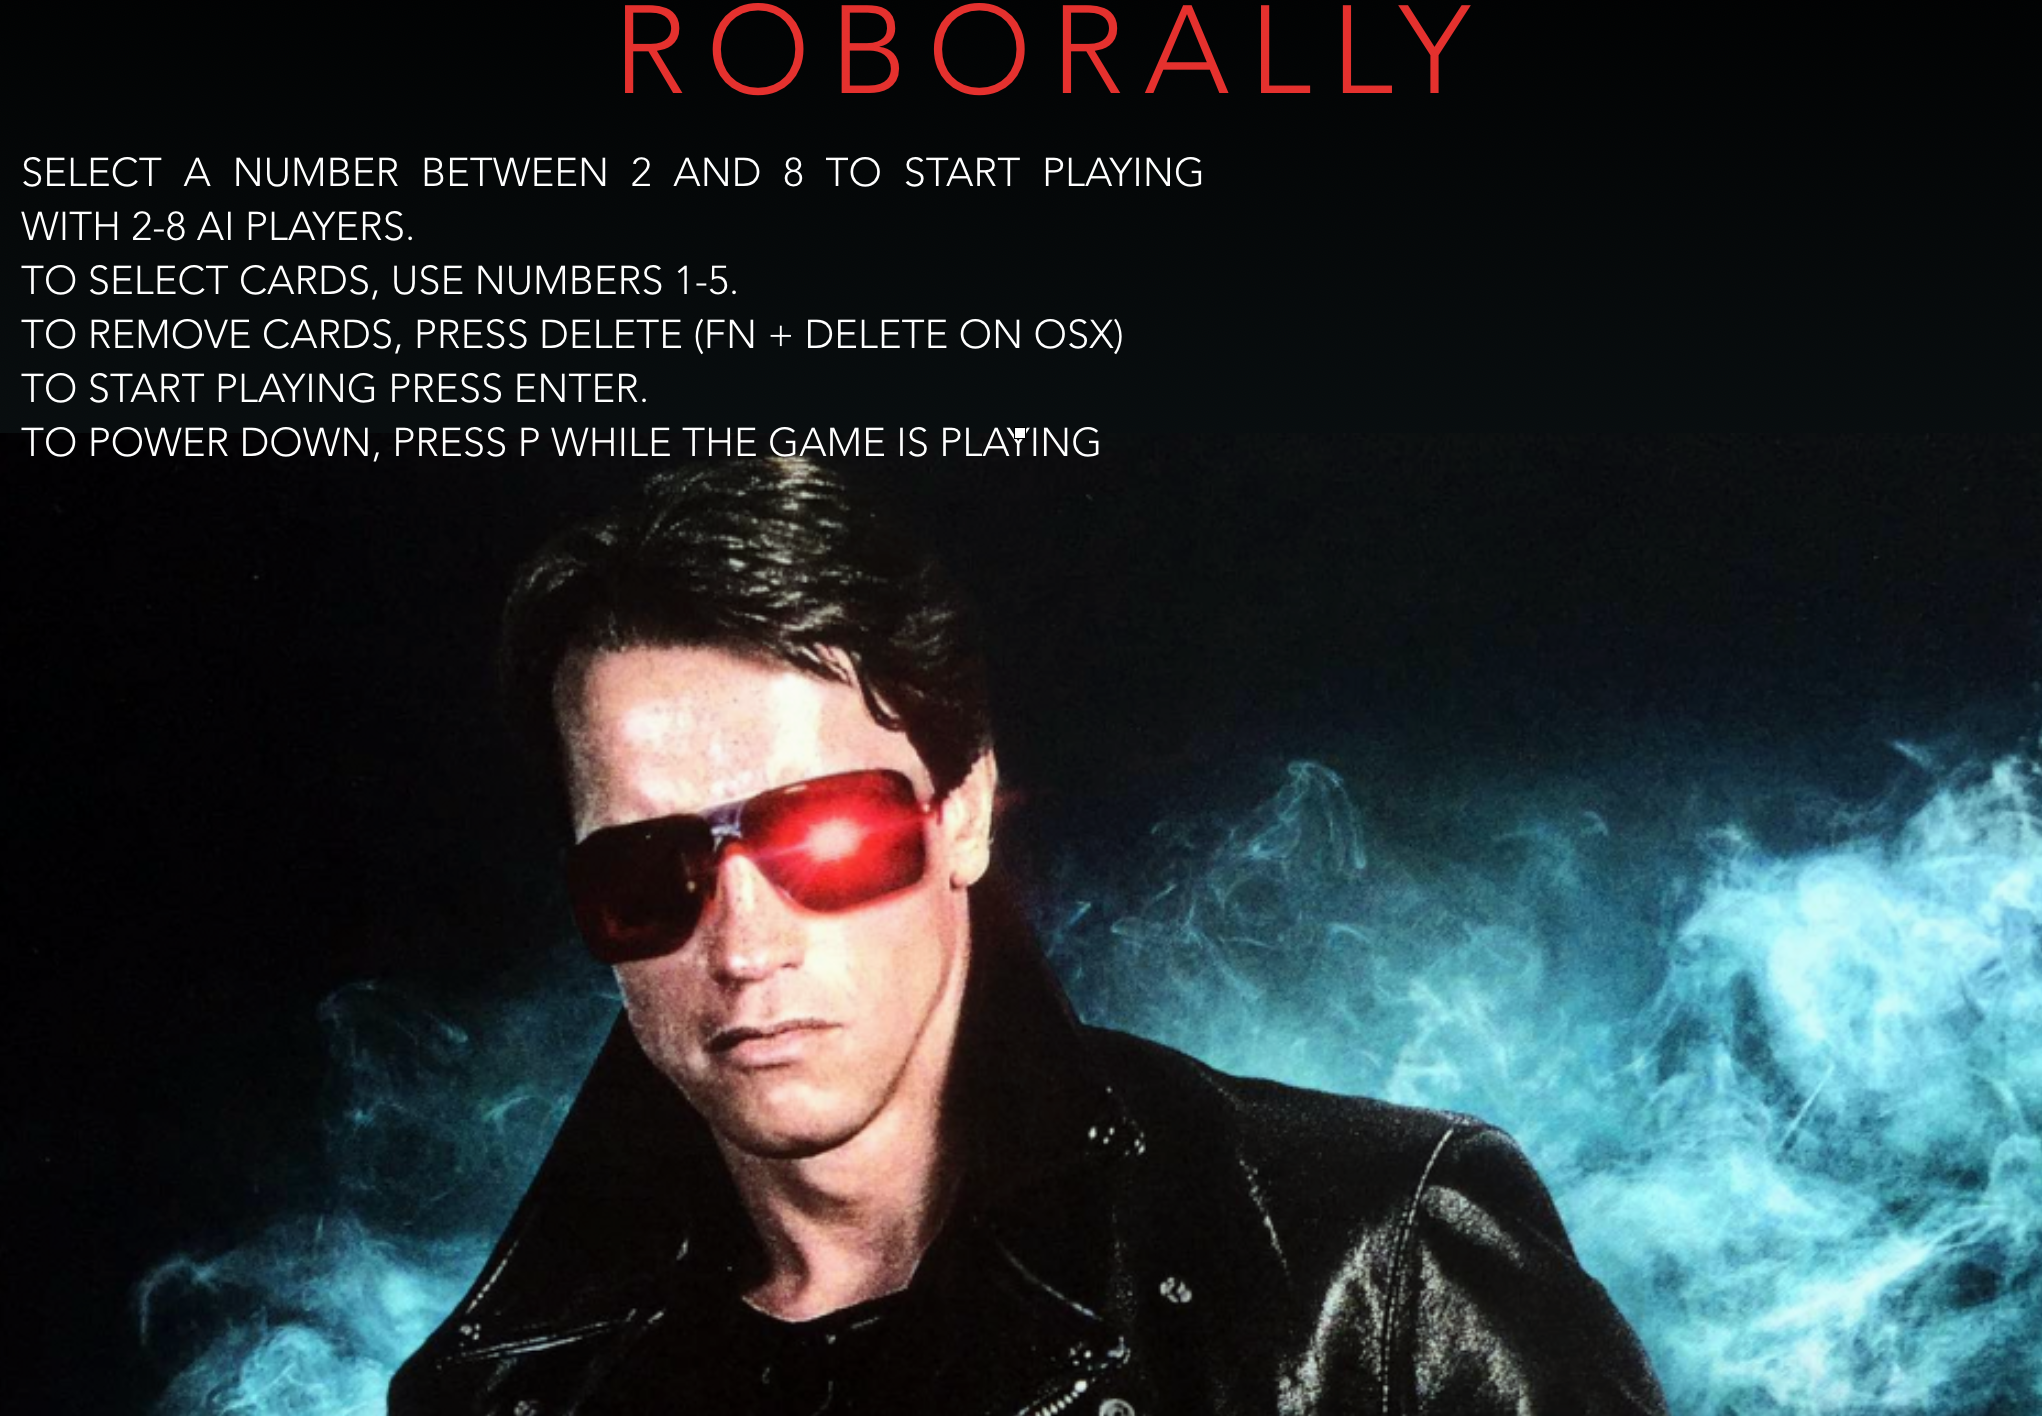 ROBORALLY
SELECT A NUMBER BETWEEN 2 AND 8 TO START PLAYING
WITH 2-8 AI PLAYERS.
TO SELECT CARDS, USE NUMBERS 1-5.
TO REMOVE CARDS, PRESS DELETE (FN + DELETE ON OSX)
TO START PLAYING PRESS ENTER.
TO POWER DOWN, PRESS P WHILE THE GAME IS PLAYING